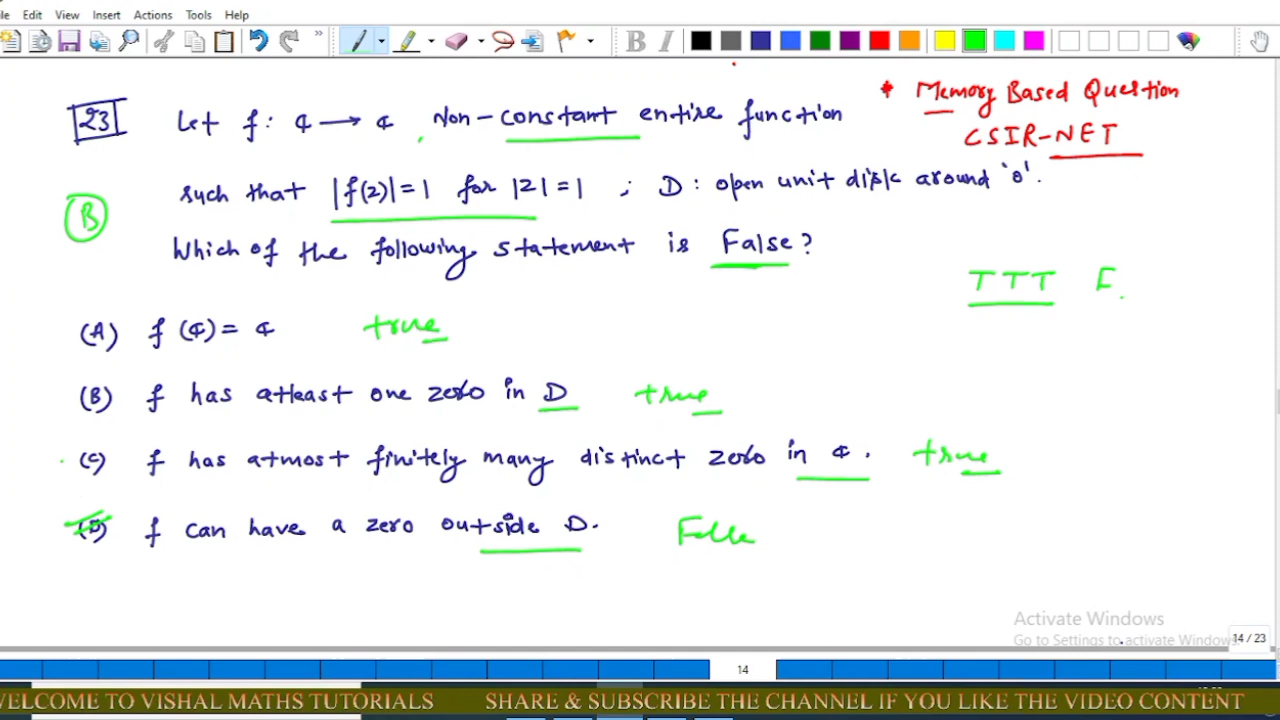 Edit View Insert Actions Tools Help
* Memory Based Question
CSIR-NET
23 Let f: ¢ → ¢ Non-constant entire function
such that |f(z)|=1 for |z|=1 ; D: open unit disk around 'o'.
B
Which of the following statement is False?
TTT F
(A) f(¢) = ¢ true
(B) f has atleast one zero in D true
(C) f has atmost finitely many distinct zero in ¢. true
(D) f can have a zero outside D.
Activate Windows
Go to Settings to activate Windows.
14 / 23
14
WELCOME TO VISHAL MATHS TUTORIALS SHARE & SUBSCRIBE THE CHANNEL IF YOU LIKE THE VIDEO CONTENT